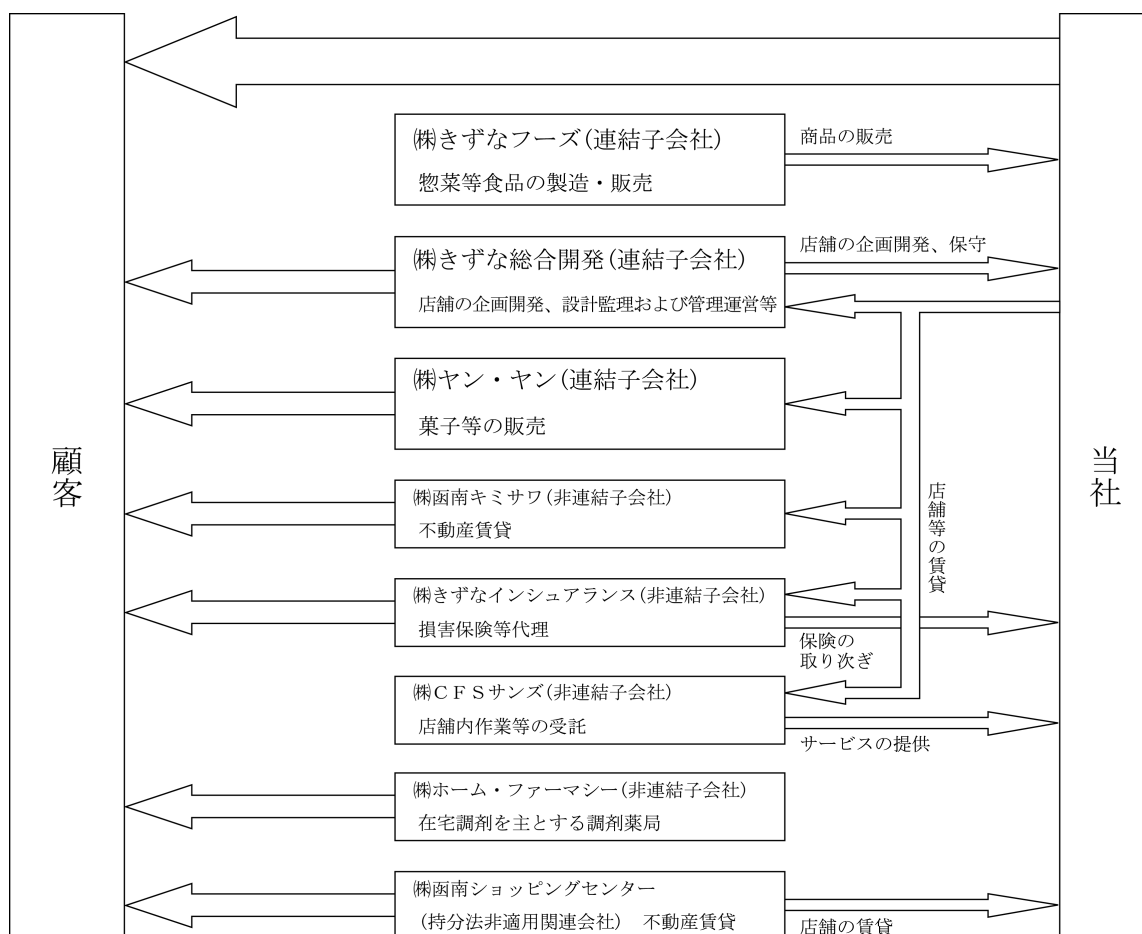 顧客
当社
㈱きずなフーズ(連結子会社)
惣菜等食品の製造・販売
商品の販売
㈱きずな総合開発(連結子会社)
店舗の企画開発、設計監理および管理運営等
店舗の企画開発、保守
㈱ヤン・ヤン(連結子会社)
菓子等の販売
㈱函南キミサワ(非連結子会社)
不動産賃貸
店舗等の賃貸
㈱きずなインシュアランス(非連結子会社)
損害保険等代理
保険の
取り次ぎ
㈱ＣＦＳサンズ(非連結子会社)
店舗内作業等の受託
サービスの提供
㈱ホーム・ファーマシー(非連結子会社)
在宅調剤を主とする調剤薬局
㈱函南ショッピングセンター
(持分法非適用関連会社)　不動産賃貸
店舗の賃貸